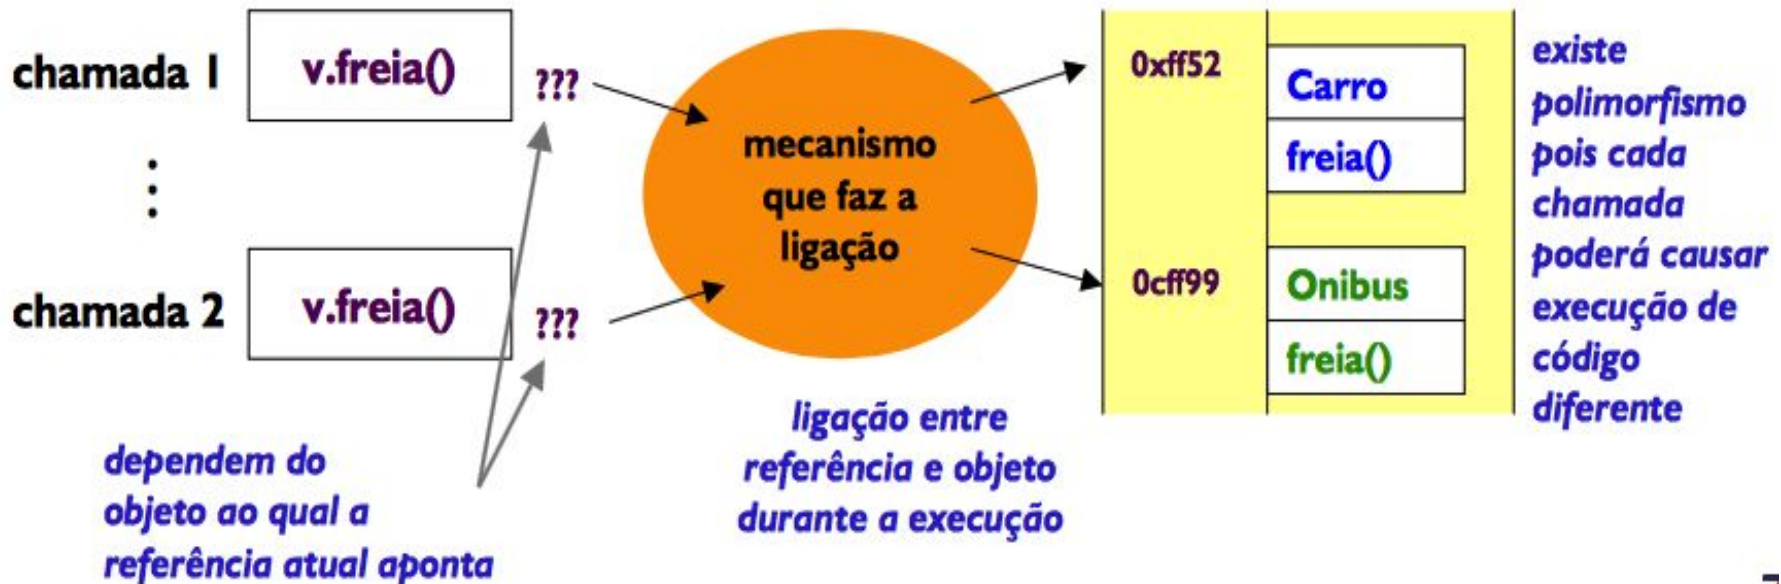 chamada 1
v.freia()
???
chamada 2
v.freia()
???
dependem do
objeto ao qual a
referência atual aponta
mecanismo
que faz a
ligação
ligação entre
referência e objeto
durante a execução
0xff52
Carro
freia()
0cff99
Onibus
freia()
existe
polimorfismo
pois cada
chamada
poderá causar
execução de
código
diferente